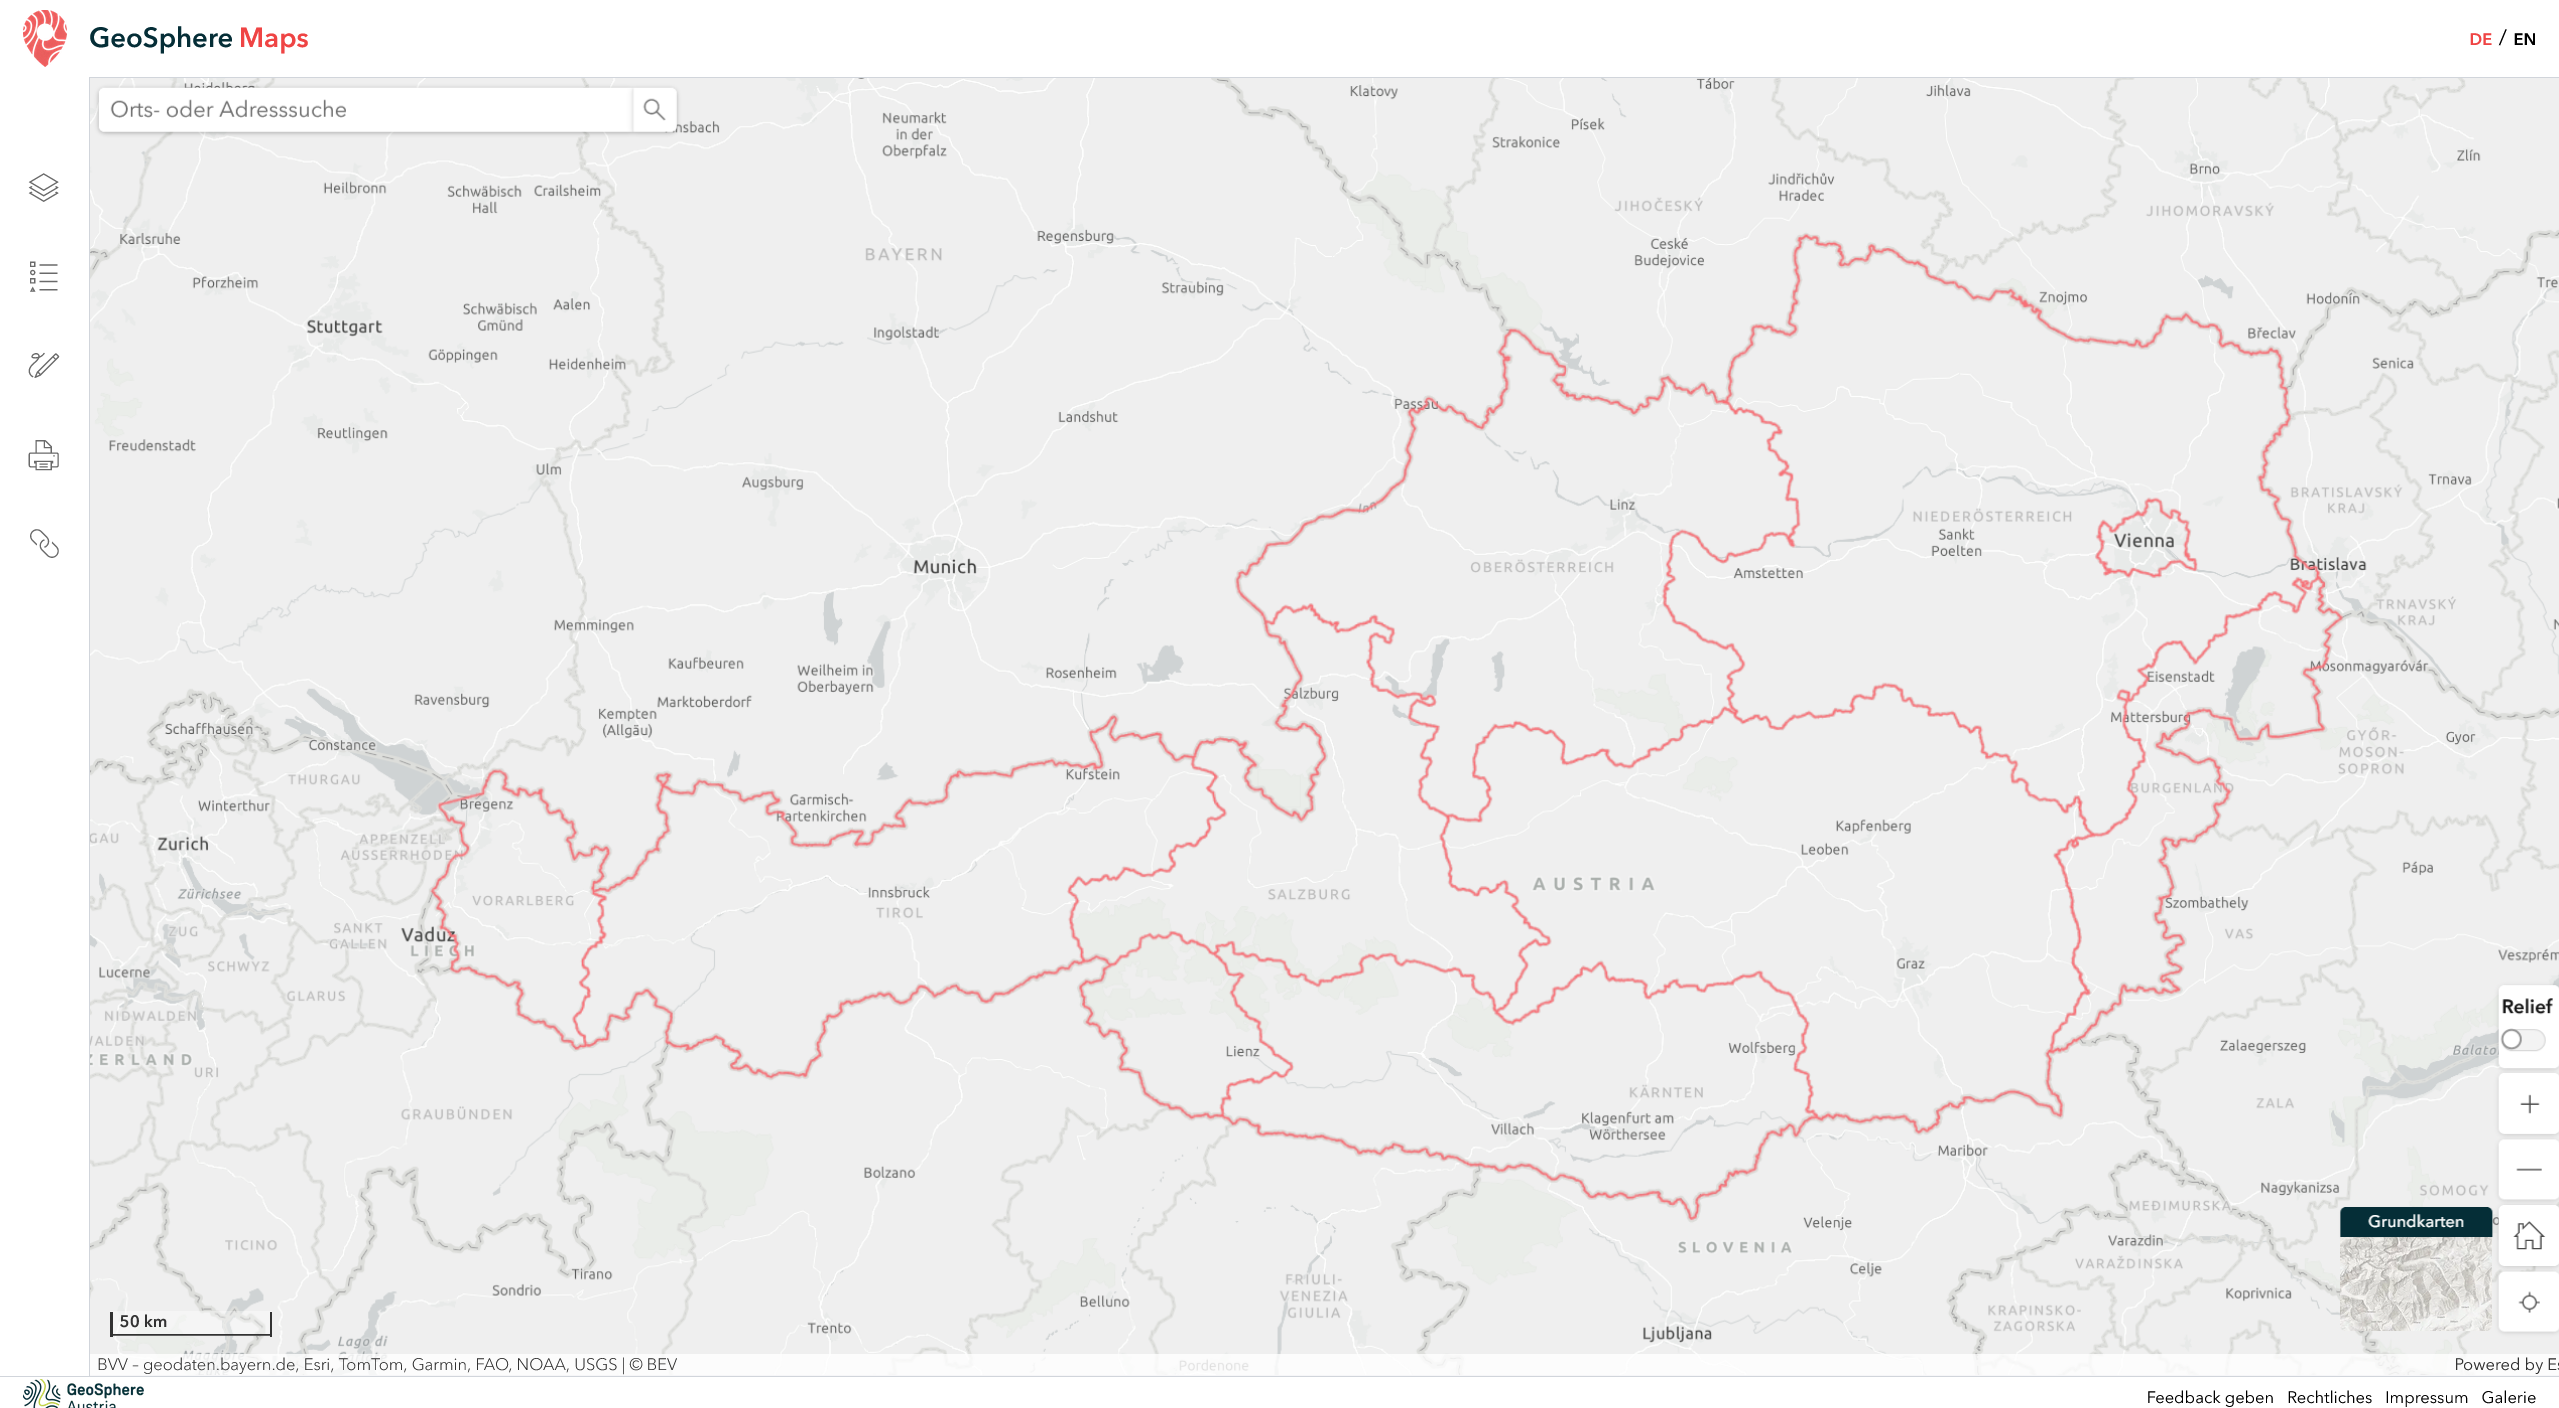 GeoSphere Maps
DE / EN
Orts- oder Adresssuche
Klatovy
Tábor
Jihlava
Neumarkt
in der
Oberpfalz
Písek
Strakonice
Zlín
Brno
Heilbronn
Schwäbisch
Hall
Crailsheim
Jindřichův
Hradec
JIHOČESKÝ
JIHOMORAVSKÝ
Karlsruhe
Regensburg
BAYERN
Ceské
Budejovice
Pforzheim
Straubing
Schwäbisch
Gmünd
Aalen
Znojmo
Hodonín
Stuttgart
Ingolstadt
Břeclav
Göppingen
Heidenheim
Senica
Passau
Landshut
Reutlingen
Freudenstadt
Ulm
Augsburg
Trnava
BRATISLAVSKÝ
KRAJ
Linz
Inn
NIEDERÖSTERREICH
Sankt
Poelten
Vienna
Munich
OBERÖSTERREICH
Amstetten
Bratislava
TRNAVSKÝ
KRAJ
Memmingen
Kaufbeuren
Weilheim in
Oberbayern
Rosenheim
Mosonmagyaróvár
Eisenstadt
Ravensburg
Marktoberdorf
Salzburg
Kempten
(Allgäu)
Mattersburg
Schaffhausen
Constance
GYŐR-
MOSON-
SOPRON
Gyor
THURGAU
Kufstein
BURGENLAND
Winterthur
Bregenz
Garmisch-
Partenkirchen
Kapfenberg
GAU
Zurich
APPENZELL
AUSSERRHODEN
Leoben
Pápa
Zürichsee
VORARLBERG
Innsbruck
TIROL
SALZBURG
AUSTRIA
Szombathely
ZUG
SANKT
GALLEN
Vaduz
LIECH
VAS
Lucerne
SCHWYZ
Graz
Veszprém
GLARUS
NIDWALDEN
Relief
WALDEN
ZERLAND
URI
Lienz
Wolfsberg
Zalaegerszeg
Balato
GRAUBÜNDEN
KÄRNTEN
ZALA
Villach
Klagenfurt am
Wörthersee
Maribor
Bolzano
Nagykanizsa
SOMOGY
MEĐIMURSKA
Velenje
Grundkarten
TICINO
SLOVENIA
Varazdin
VARAŽDINSKA
Celje
Tirano
Sondrio
FRIULI-
VENEZIA
GIULIA
Belluno
Koprivnica
KRAPINSKO-
ZAGORSKA
50 km
Trento
Ljubljana
Lago di
BVV – geodaten.bayern.de, Esri, TomTom, Garmin, FAO, NOAA, USGS | © BEV
Pordenone
Powered by Es
GeoSphere
Austria
Feedback geben Rechtliches Impressum Galerie